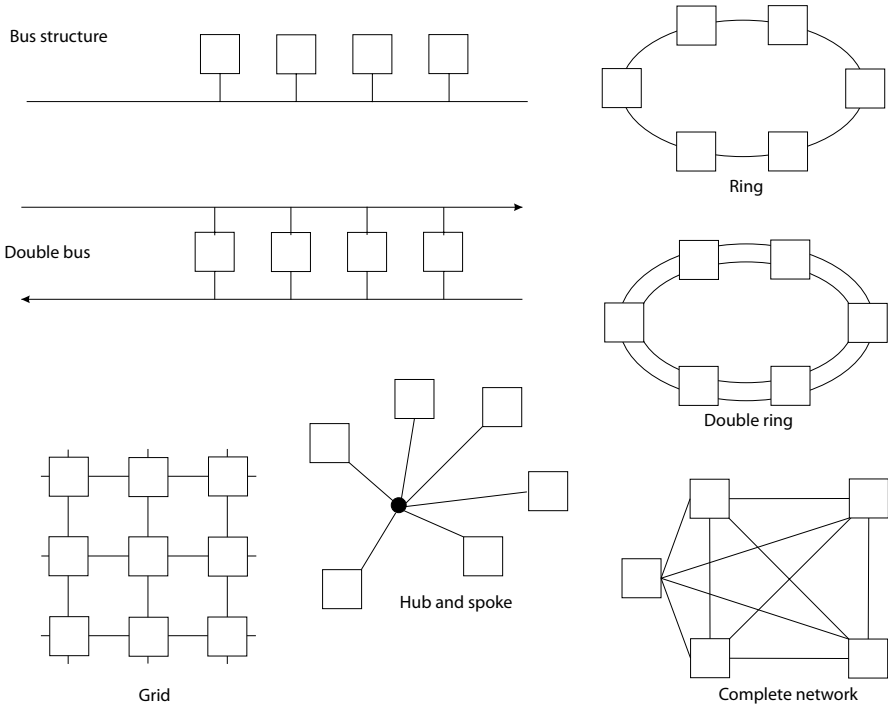 Bus structure
Ring
Double bus
Double ring
Hub and spoke
Grid
Complete network